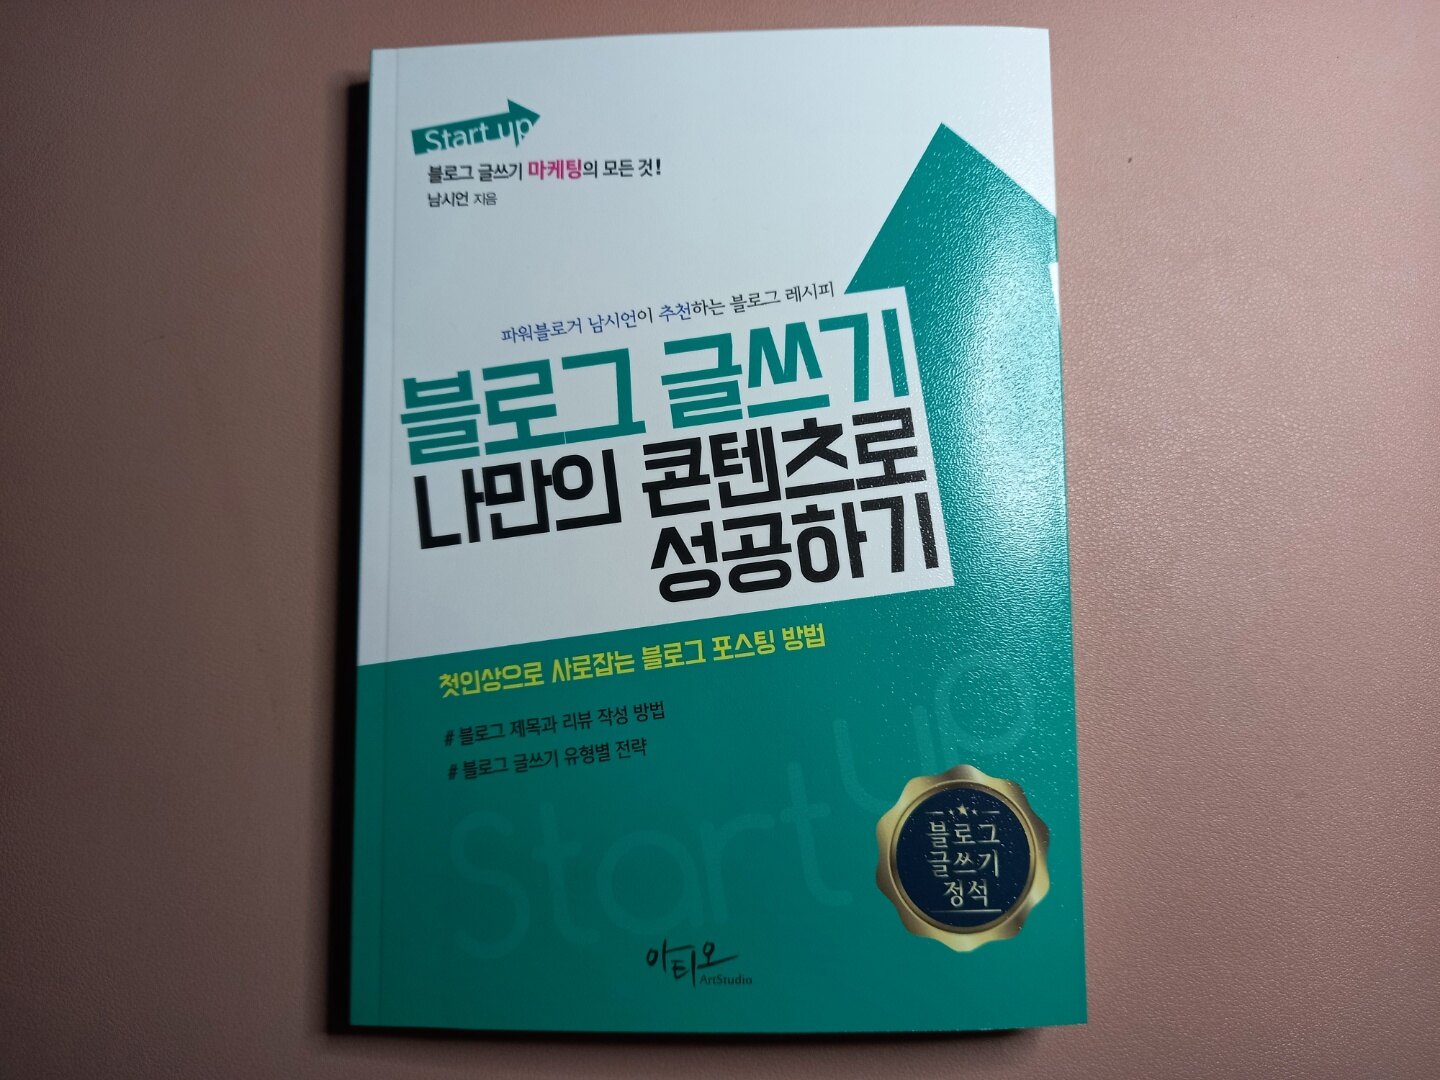 Start up
블로그 글쓰기 마케팅의 모든 것!
남시언 지음
파워블로거 남시언이 추천하는 블로그 레시피
블로그 글쓰기
나만의 콘텐츠로
성공하기
첫인상으로 사로잡는 블로그 포스팅 방법
# 블로그 제목과 리뷰 작성 방법
# 블로그 글쓰기 유형별 전략
Start up
블로그
글쓰기
정석
아티오
ArtStudio